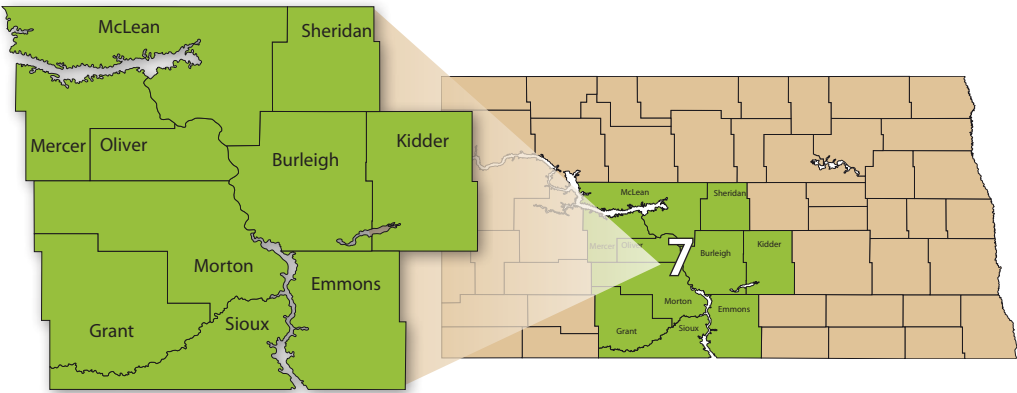 McLean
Sheridan
Mercer
Oliver
Burleigh
Kidder
Morton
Emmons
Grant
Sioux
McLean
Sheridan
Mercer
Oliver
7
Burleigh
Kidder
Morton
Emmons
Grant
Sioux